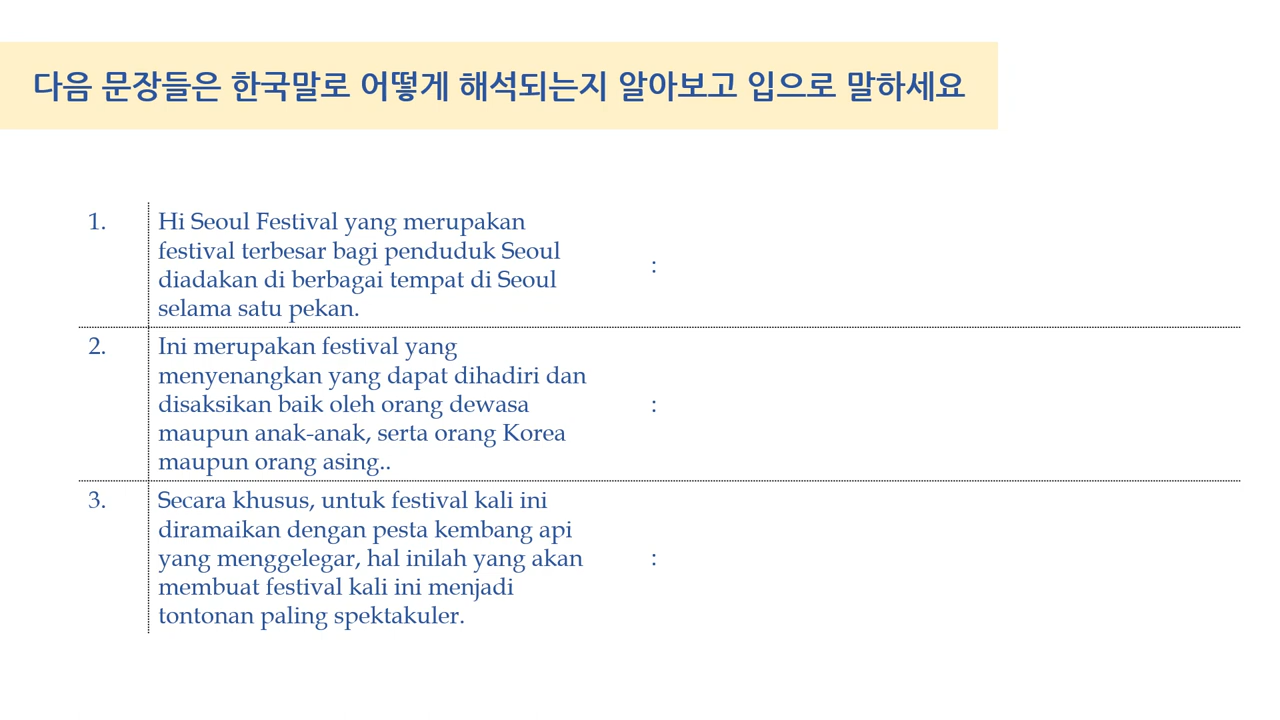 다음 문장들은 한국말로 어떻게 해석되는지 알아보고 입으로 말하세요
1.
Hi Seoul Festival yang merupakan
festival terbesar bagi penduduk Seoul
diadakan di berbagai tempat di Seoul
selama satu pekan.
:
2.
Ini merupakan festival yang
menyenangkan yang dapat dihadiri dan
disaksikan baik oleh orang dewasa
maupun anak-anak, serta orang Korea
maupun orang asing..
:
3.
Secara khusus, untuk festival kali ini
diramaikan dengan pesta kembang api
yang menggelegar, hal inilah yang akan
membuat festival kali ini menjadi
tontonan paling spektakuler.
: